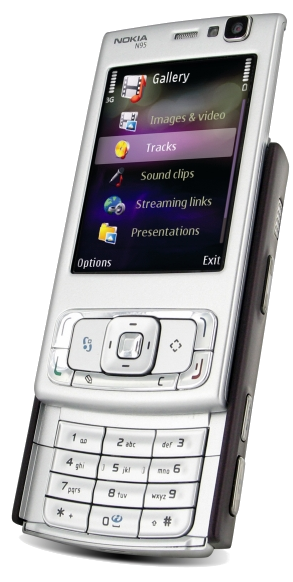 NOKIA
N95
3G
Gallery
Images & video
Tracks
Sound clips
Streaming links
Presentations
Options Exit
1 2 abc def 3
4 ghi 5 jkl mno 6
7 pqrs 8 tuv wxyz 9
* + 0 #